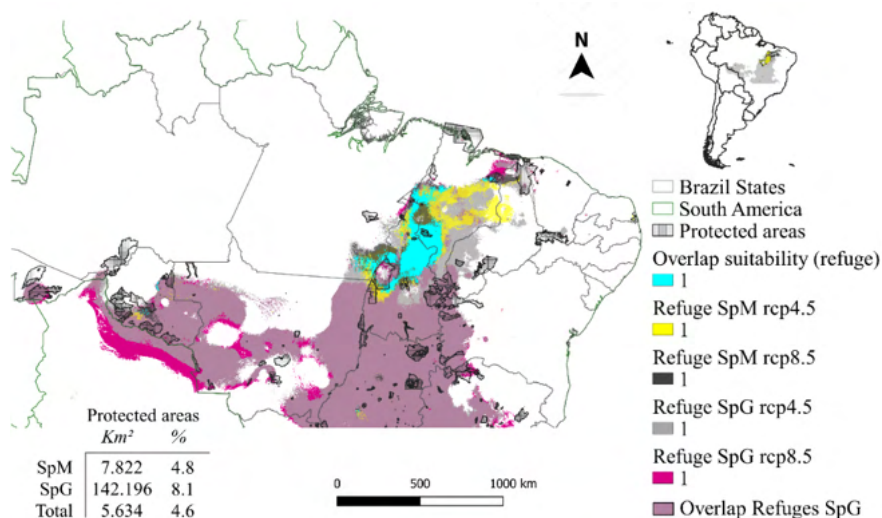 N
Brazil States
South America
Protected areas
Overlap suitability (refuge)
1
Refuge SpM rcp4.5
1
Refuge SpM rcp8.5
1
Refuge SpG rcp4.5
1
Refuge SpG rcp8.5
1
Overlap Refuges SpG
Protected areas
Km² %
SpM 7.822 4.8
SpG 142.196 8.1
Total 5.634 4.6
0 500 1000 km